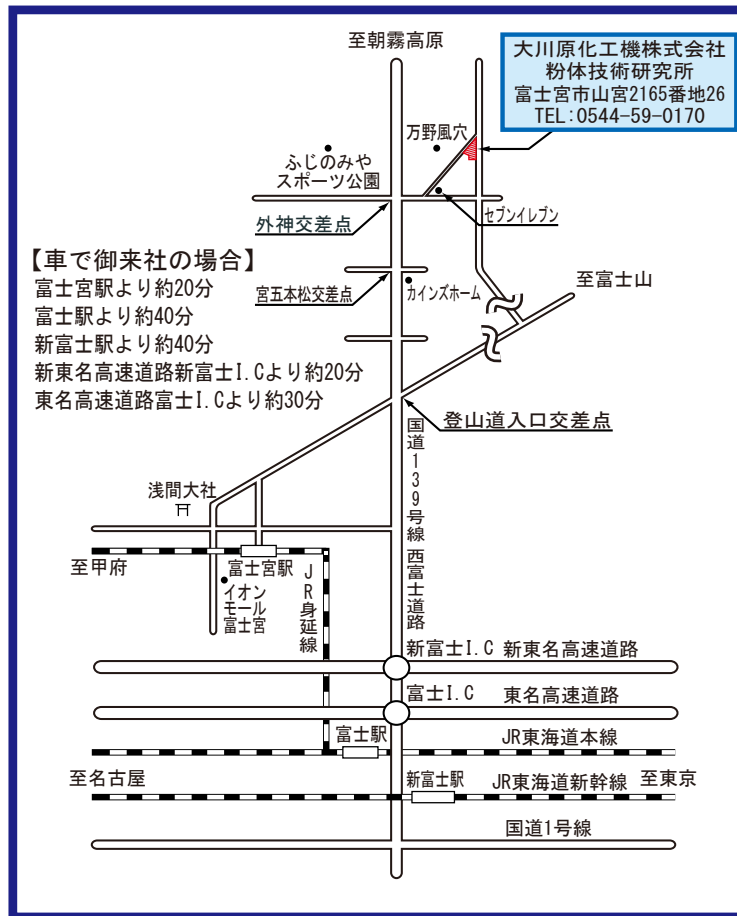 至朝霧高原
大川原化工機株式会社
粉体技術研究所
富士宮市山宮2165番地26
TEL:0544-59-0170
万野風穴
ふじのみや
スポーツ公園
セブンイレブン
外神交差点
【車で御来社の場合】
富士宮駅より約20分
富士駅より約40分
新富士駅より約40分
新東名高速道路新富士I.Cより約20分
東名高速道路富士I.Cより約30分
宮五本松交差点
カインズホーム
至富士山
登山道入口交差点
国道139号線 西富士道路
浅間大社
至甲府
富士宮駅
イオン
モール
富士宮
JR身延線
新富士I.C 新東名高速道路
富士I.C 東名高速道路
富士駅
JR東海道本線
至名古屋
新富士駅
JR東海道新幹線
至東京
国道1号線